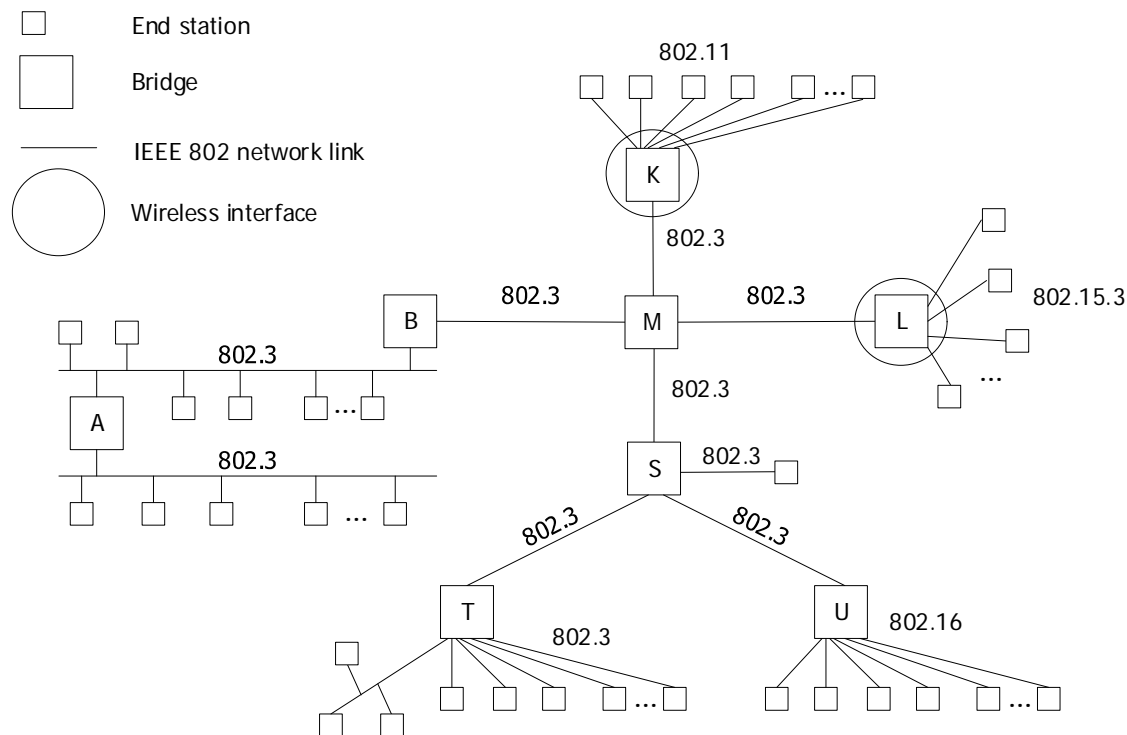 End station
Bridge
IEEE 802 network link
Wireless interface
802.11
K
802.3
802.15.3
B
802.3
M
802.3
L
...
802.3
A
...
802.3
...
802.3
S
802.3
...
802.3
802.3
T
802.3
U
802.16
...
...